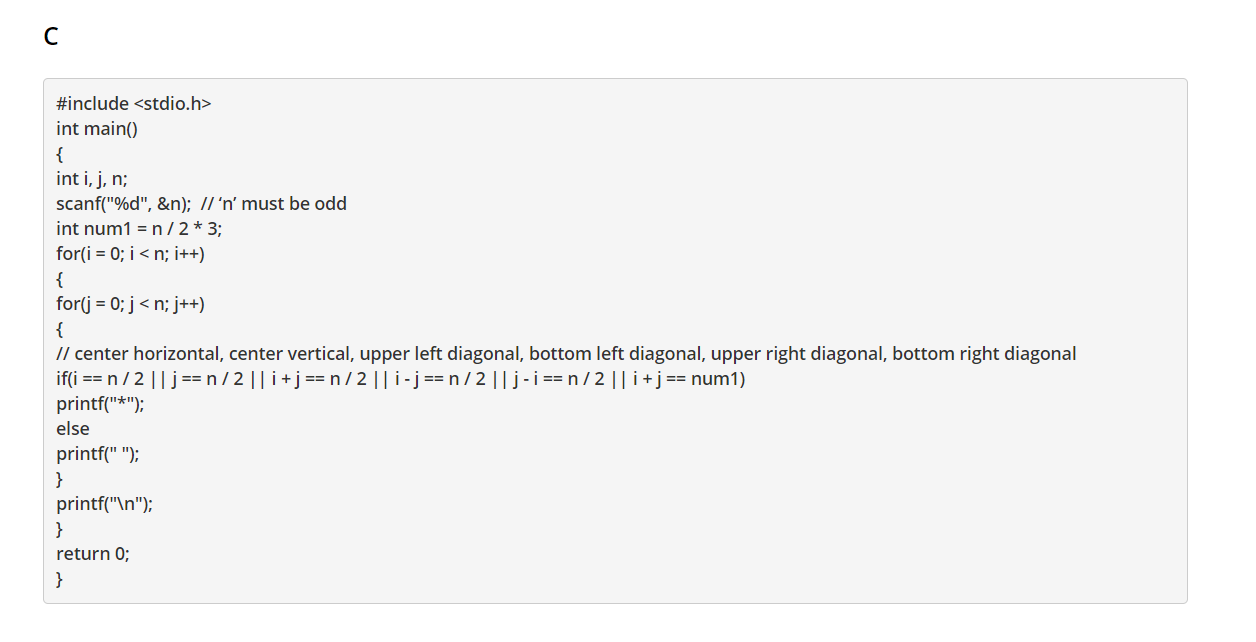 C
#include <stdio.h>
int main()
{
int i, j, n;
scanf("%d", &n);  // ‘n’ must be odd
int num1 = n / 2 * 3;
for(i = 0; i < n; i++)
{
for(j = 0; j < n; j++)
{
// center horizontal, center vertical, upper left diagonal, bottom left diagonal, upper right diagonal, bottom right diagonal
if(i == n / 2 || j == n / 2 || i + j == n / 2 || i - j == n / 2 || j - i == n / 2 || i + j == num1)
printf("*");
else
printf(" ");
}
printf("\n");
}
return 0;
}